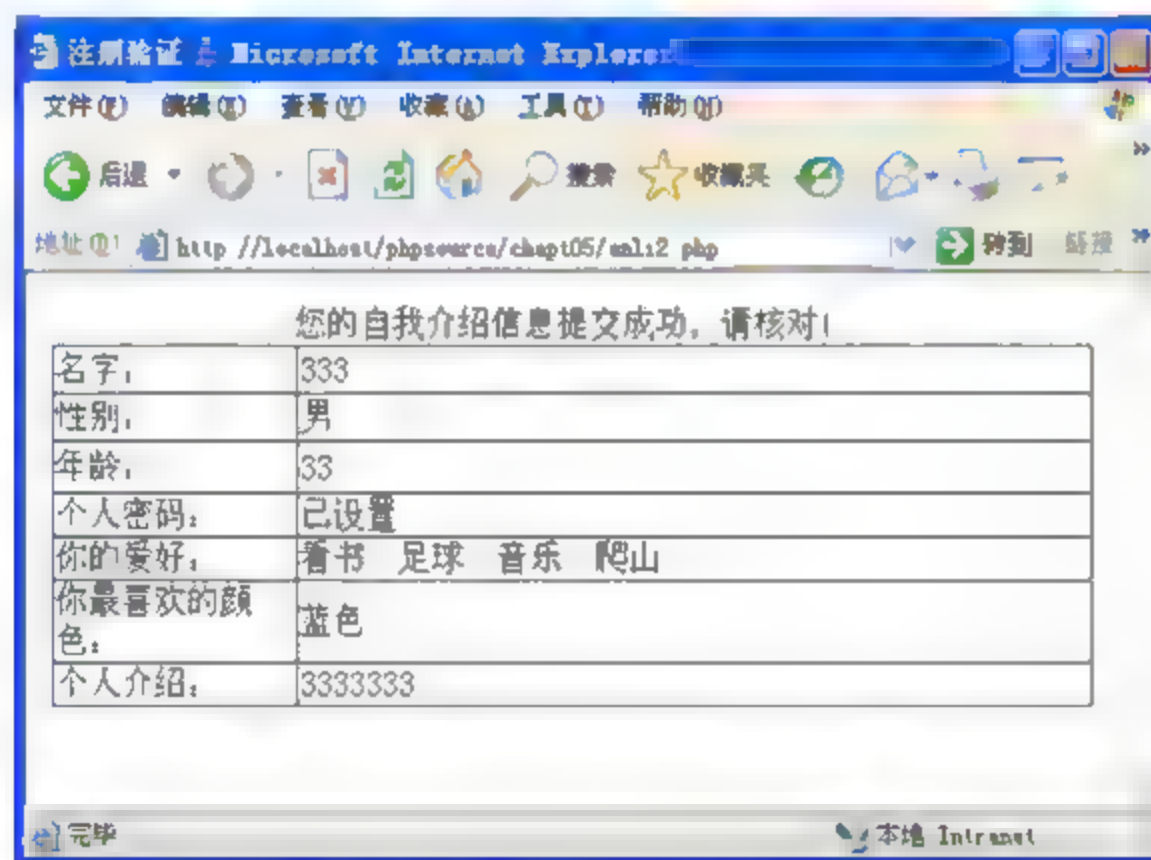 注册验证 - Microsoft Internet Explorer
文件(F) 编辑(E) 查看(V) 收藏(A) 工具(T) 帮助(H)
后退 搜索 收藏夹 »
地址(D) http://localhost/phpsource/chapt05/anli2.php 转到 链接 »
您的自我介绍信息提交成功，请核对！
名字： 333
性别： 男
年龄： 33
个人密码： 已设置
你的爱好： 看书 足球 音乐 爬山
你最喜欢的颜色： 蓝色
个人介绍： 3333333
完毕 本地 Intranet